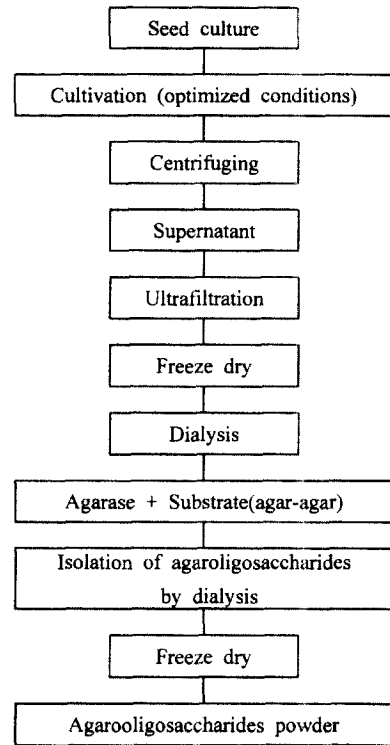 Seed culture
Cultivation (optimized conditions)
Centrifuging
Supernatant
Ultrafiltration
Freeze dry
Dialysis
Agarase + Substrate(agar-agar)
Isolation of agaroligosaccharides
by dialysis
Freeze dry
Agarooligosaccharides powder